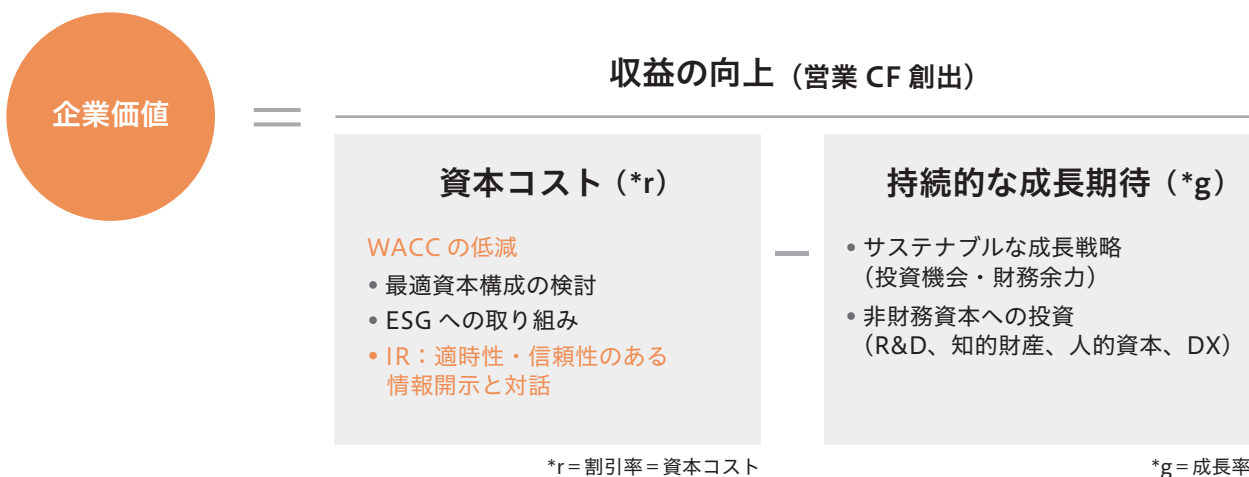 企業価値
=
収益の向上（営業 CF 創出）
資本コスト（*r）
WACC の低減
• 最適資本構成の検討
• ESG への取り組み
• IR：適時性・信頼性のある
情報開示と対話
—
持続的な成長期待（*g）
• サステナブルな成長戦略
（投資機会・財務余力）
• 非財務資本への投資
（R&D、知的財産、人的資本、DX）
*r＝割引率＝資本コスト
*g＝成長率